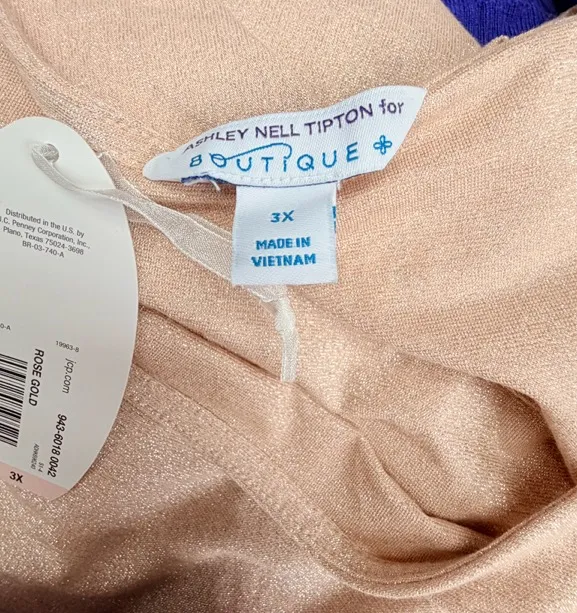 ASHLEY NELL TIPTON for
BOUTIQUE
3X
MADE IN
VIETNAM
Distributed in the U.S. by
J.C. Penney Corporation, Inc.,
Plano, Texas 75024-3698
BR-03-740-A
0-A
19963-8
jcp.com
ROSE GOLD
943-6018 0042
3X